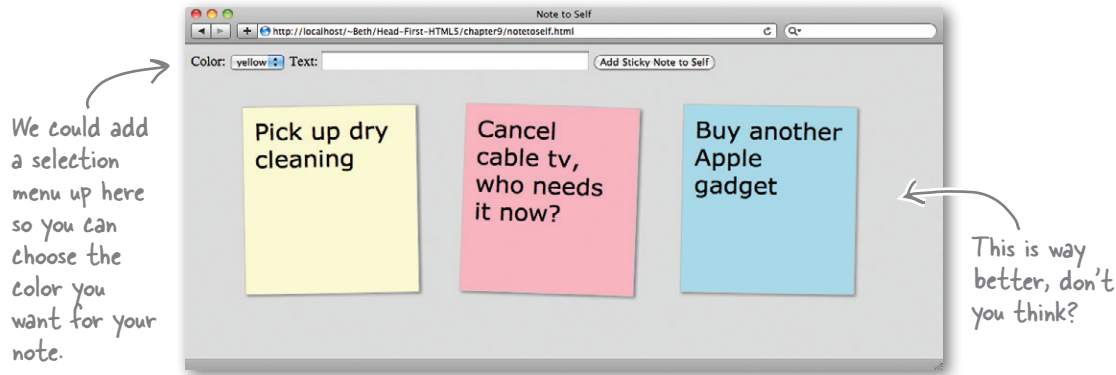 Note to Self
http://localhost/~Beth/Head-First-HTML5/chapter9/notetoself.html
Color: yellow Text: Add Sticky Note to Self
We could add
a selection
menu up here
so you can
choose the
color you
want for your
note.
Pick up dry
cleaning
Cancel
cable tv,
who needs
it now?
Buy another
Apple
gadget
This is way
better, don't
you think?